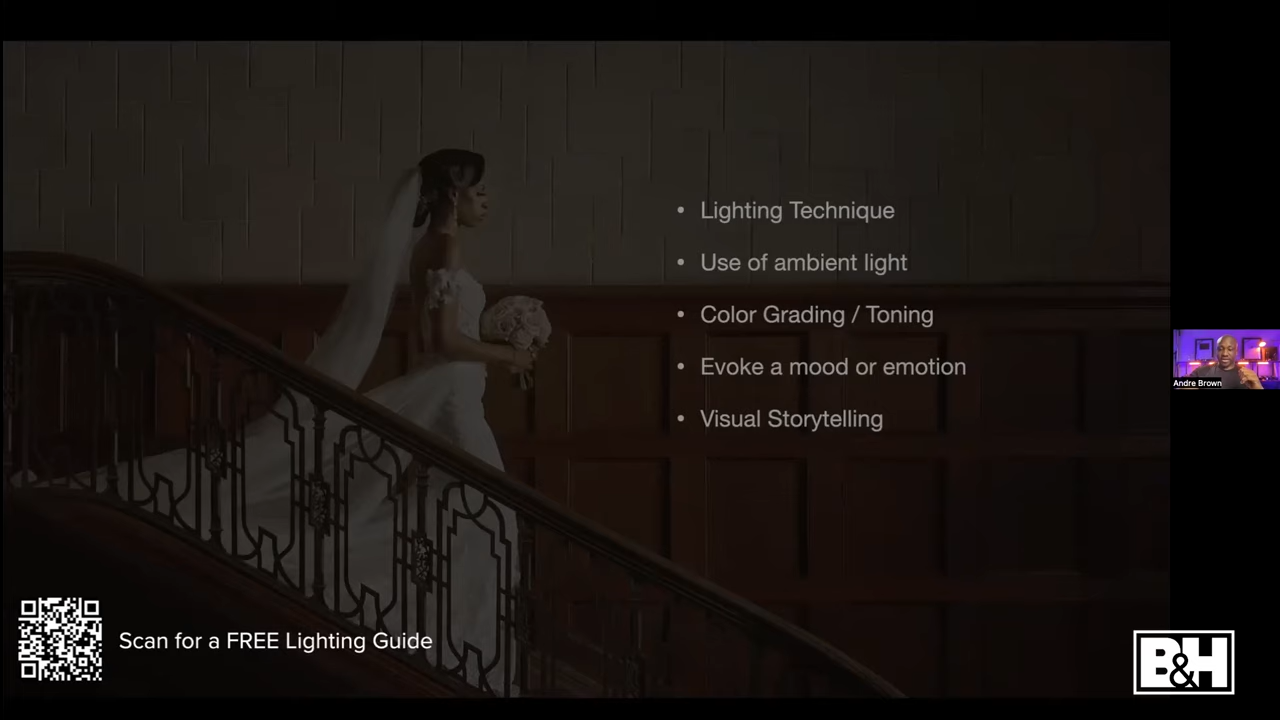 • Lighting Technique
• Use of ambient light
• Color Grading / Toning
• Evoke a mood or emotion
• Visual Storytelling
Andre Brown
Scan for a FREE Lighting Guide
B&H